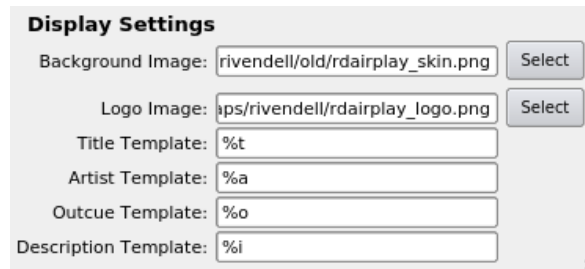 Display Settings
Background Image: rivendell/old/rdairplay_skin.png Select
Logo Image: aps/rivendell/rdairplay_logo.png Select
Title Template: %t
Artist Template: %a
Outcue Template: %o
Description Template: %i